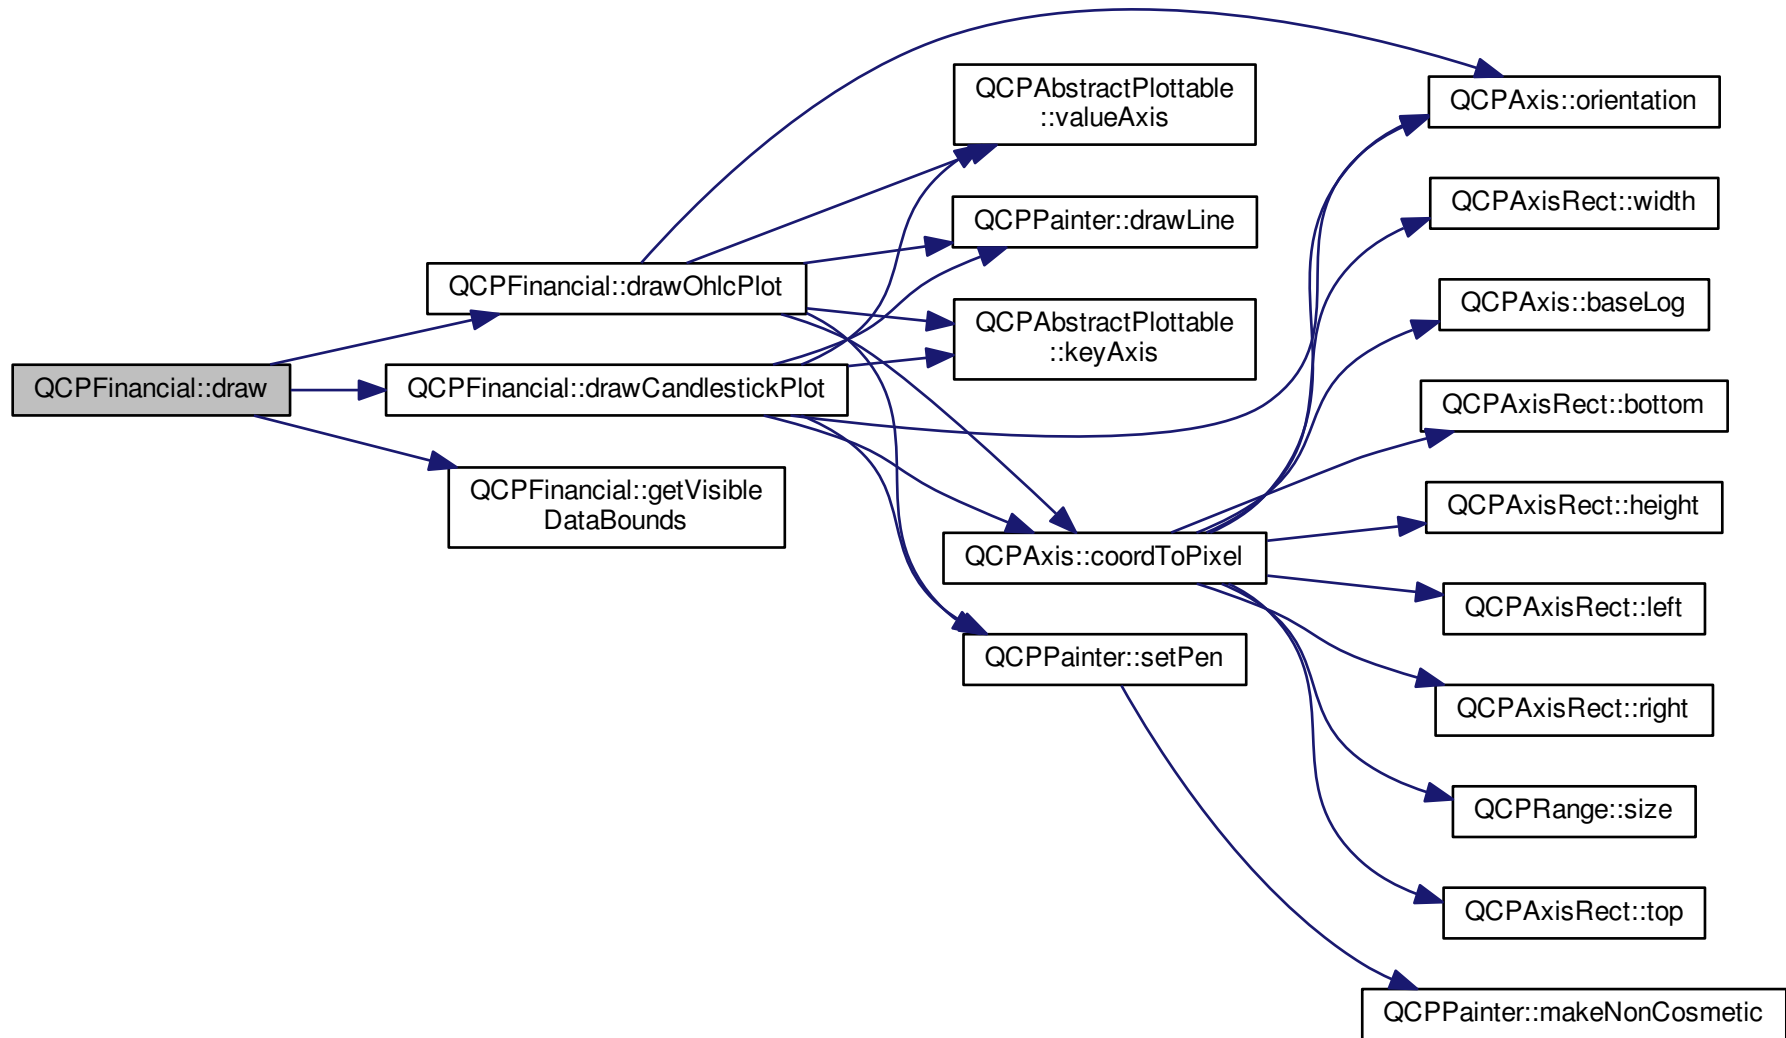 QCPFinancial::draw
QCPFinancial::drawOhlcPlot
QCPFinancial::drawCandlestickPlot
QCPFinancial::getVisible
DataBounds
QCPAbstractPlottable
::valueAxis
QCPPainter::drawLine
QCPAbstractPlottable
::keyAxis
QCPAxis::coordToPixel
QCPPainter::setPen
QCPAxis::orientation
QCPAxisRect::width
QCPAxis::baseLog
QCPAxisRect::bottom
QCPAxisRect::height
QCPAxisRect::left
QCPAxisRect::right
QCPRange::size
QCPAxisRect::top
QCPPainter::makeNonCosmetic